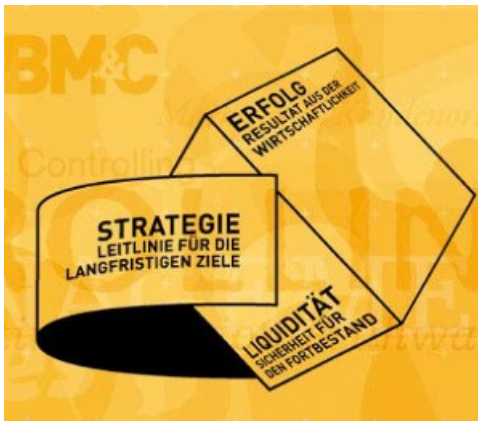 BM&C
Controlling
ERFOLG
RESULTAT AUS DER
WIRTSCHAFTLICHKEIT
STRATEGIE
LEITLINIE FÜR DIE
LANGFRISTIGEN ZIELE
LIQUIDITÄT
SICHERHEIT FÜR
DEN FORTBESTAND